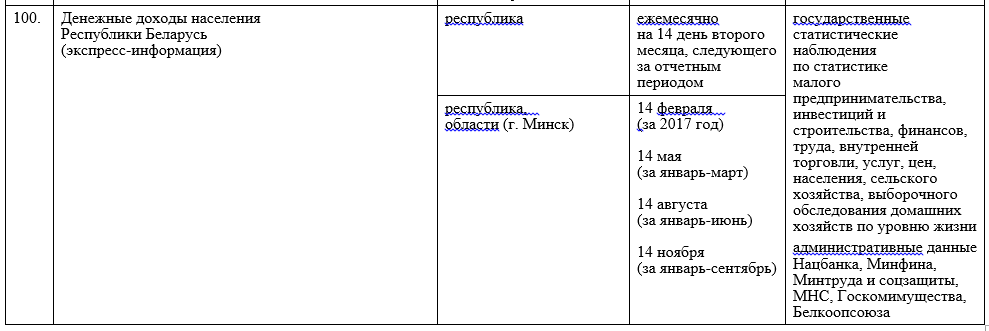 100.
Денежные доходы населения
Республики Беларусь
(экспресс-информация)
республика
ежемесячно
на 14 день второго
месяца, следующего
за отчетным
периодом
республика,
области (г. Минск)
14 февраля
(за 2017 год)
14 мая
(за январь-март)
14 августа
(за январь-июнь)
14 ноября
(за январь-сентябрь)
государственные
статистические
наблюдения
по статистике
малого
предпринимательства,
инвестиций и
строительства, финансов,
труда, внутренней
торговли, услуг, цен,
населения, сельского
хозяйства, выборочного
обследования домашних
хозяйств по уровню жизни
административные данные
Нацбанка, Минфина,
Минтруда и соцзащиты,
МНС, Госкомимущества,
Белкоопсоюза